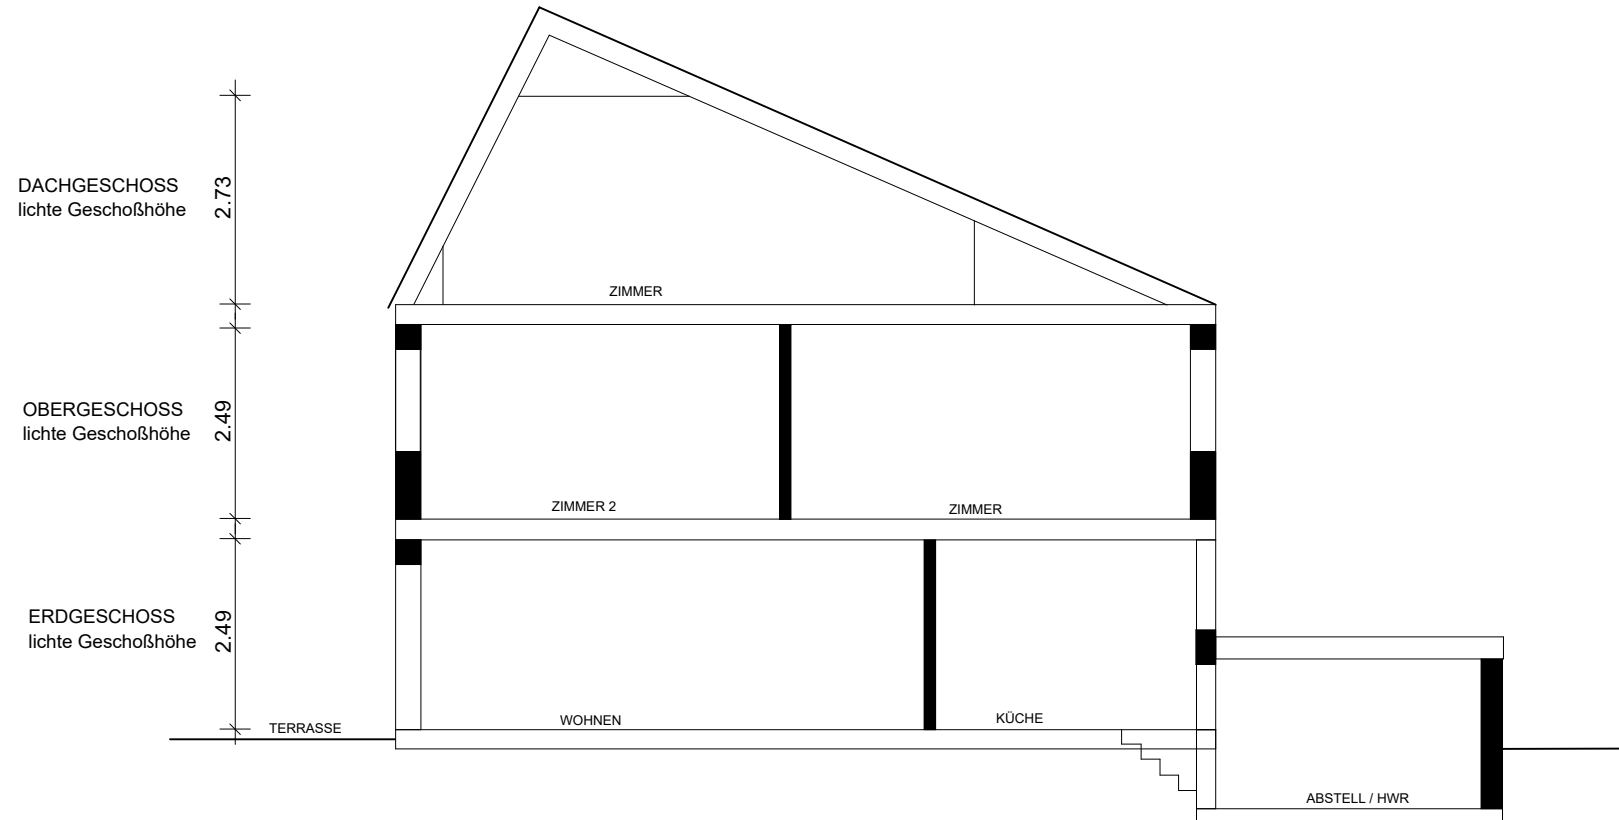 DACHGESCHOSS
lichte Geschoßhöhe
2.73
ZIMMER
OBERGESCHOSS
lichte Geschoßhöhe
2.49
ZIMMER 2
ZIMMER
ERDGESCHOSS
lichte Geschoßhöhe
2.49
TERRASSE
WOHNEN
KÜCHE
ABSTELL / HWR